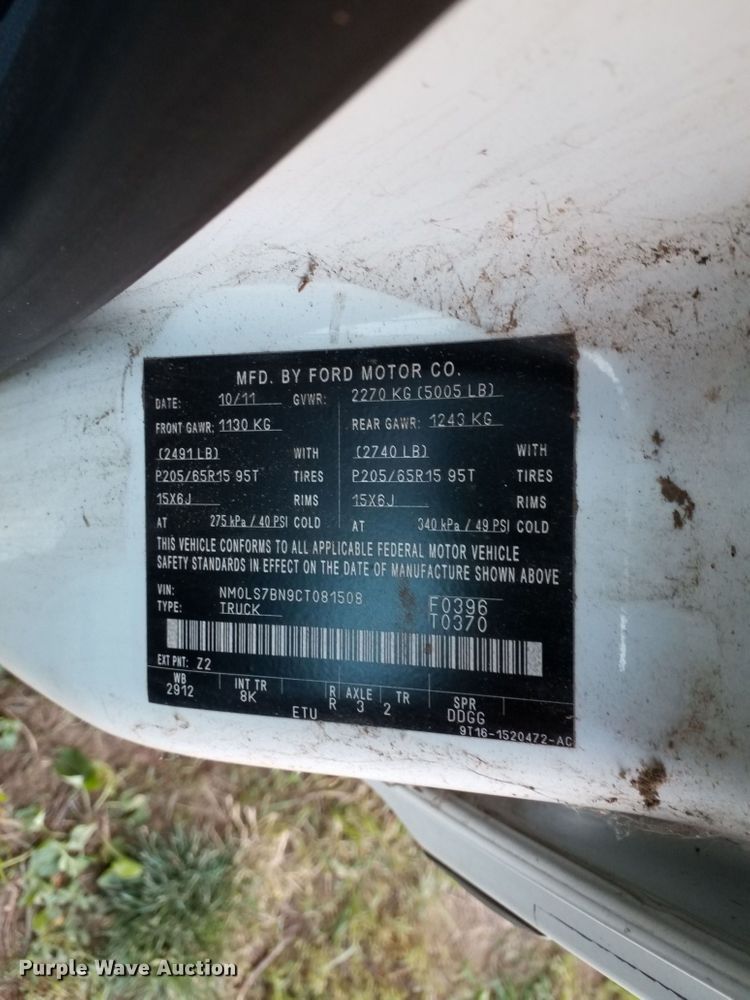 MFD. BY FORD MOTOR CO.
DATE: 10/11 GVWR: 2270 KG (5005 LB)
FRONT GAWR: 1130 KG REAR GAWR: 1243 KG
(2491 LB) WITH (2740 LB) WITH
P205/65R15 95T TIRES P205/65R15 95T TIRES
15X6J RIMS 15X6J RIMS
AT 275 kPa / 40 PSI COLD AT 340 kPa / 49 PSI COLD
THIS VEHICLE CONFORMS TO ALL APPLICABLE FEDERAL MOTOR VEHICLE
SAFETY STANDARDS IN EFFECT ON THE DATE OF MANUFACTURE SHOWN ABOVE
VIN: NM0LS7BN9CT081508 F0396
TYPE: TRUCK T0370
EXT PNT: Z2
WB INT TR R AXLE TR SPR
2912 8K R 3 2 DDGG
ETU 9T16-1520472-AC
Purple Wave Auction